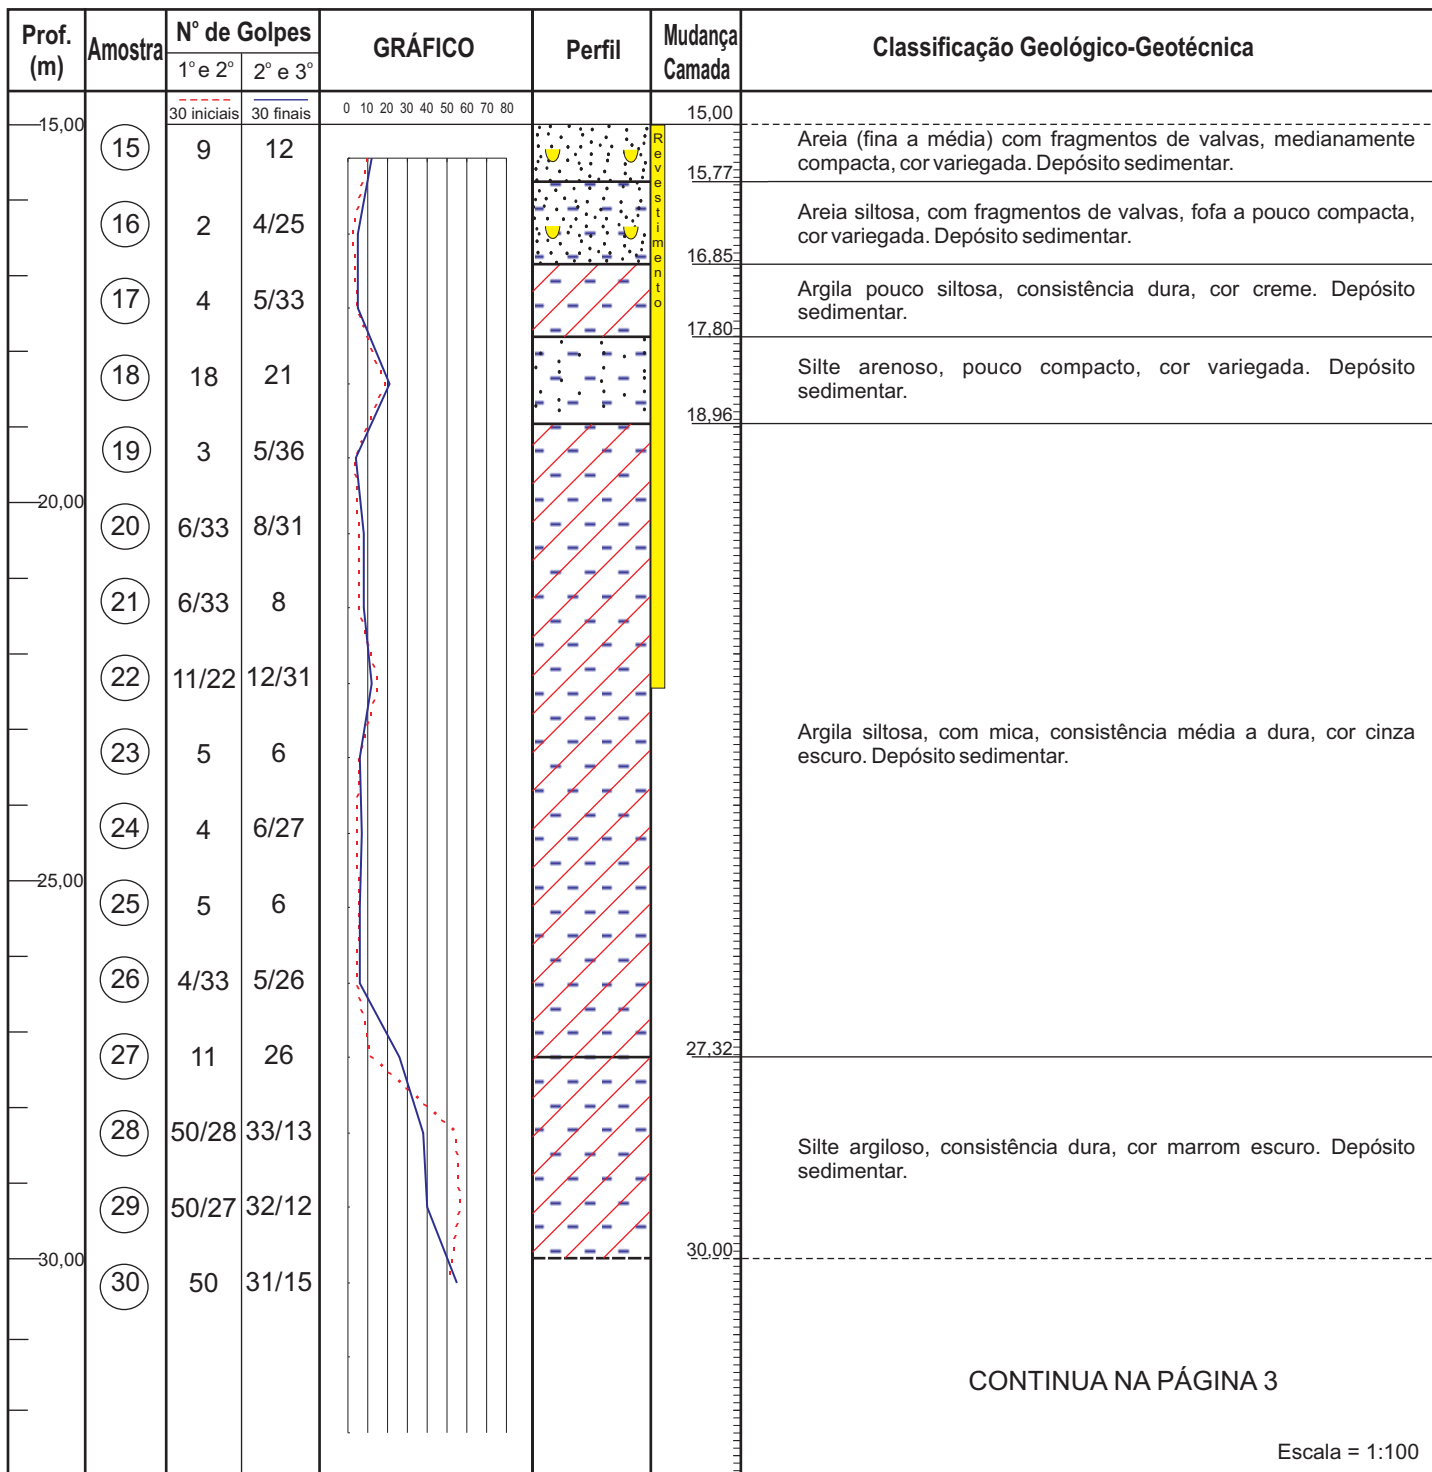 Prof. (m) Amostra N° de Golpes GRÁFICO Perfil Mudança Camada Classificação Geológico-Geotécnica
1° e 2° 2° e 3°
30 iniciais 30 finais 0 10 20 30 40 50 60 70 80
15,00 15,00
15 9 12
Areia (fina a média) com fragmentos de valvas, medianamente
compacta, cor variegada. Depósito sedimentar.
Revestimento
15,77
16 2 4/25
Areia siltosa, com fragmentos de valvas, fofa a pouco compacta,
cor variegada. Depósito sedimentar.
16,85
17 4 5/33
Argila pouco siltosa, consistência dura, cor creme. Depósito
sedimentar.
17,80
18 18 21
Silte arenoso, pouco compacto, cor variegada. Depósito
sedimentar.
18,96
19 3 5/36
20,00
20 6/33 8/31
21 6/33 8
22 11/22 12/31
23 5 6
Argila siltosa, com mica, consistência média a dura, cor cinza
escuro. Depósito sedimentar.
24 4 6/27
25,00
25 5 6
26 4/33 5/26
27 11 26
27,32
28 50/28 33/13
Silte argiloso, consistência dura, cor marrom escuro. Depósito
sedimentar.
29 50/27 32/12
30,00 30,00
30 50 31/15
CONTINUA NA PÁGINA 3
Escala = 1:100